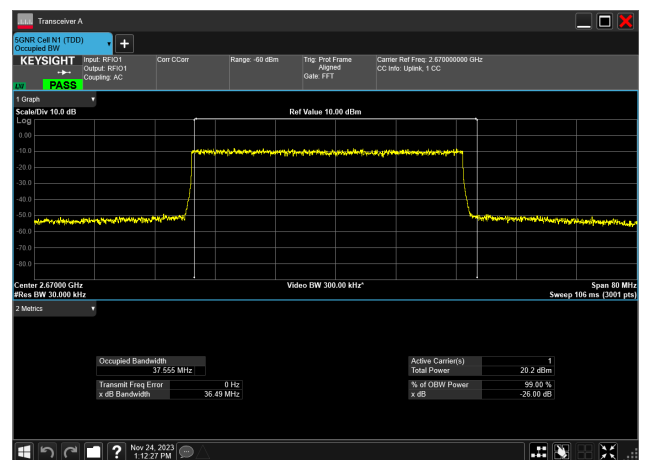 Transceiver A
5GNR Cell N1 (TDD)
Occupied BW
KEYSIGHT
LV
PASS
Input: RFIO1
Output: RFIO1
Coupling: AC
Corr CCorr
Range: -60 dBm
Trig: Prot Frame
Aligned
Gate: FFT
Carrier Ref Freq: 2.670000000 GHz
CC Info: Uplink, 1 CC
1 Graph
Scale/Div 10.0 dB
Ref Value 10.00 dBm
Log
0.00
-10.0
-20.0
-30.0
-40.0
-50.0
-60.0
-70.0
-80.0
Center 2.67000 GHz
Video BW 300.00 kHz^
Span 80 MHz
#Res BW 30.000 kHz
Sweep 106 ms (3001 pts)
2 Metrics
Occupied Bandwidth
37.555 MHz
Transmit Freq Error 0 Hz
x dB Bandwidth 36.49 MHz
Active Carrier(s) 1
Total Power 20.2 dBm
% of OBW Power 99.00 %
x dB -26.00 dB
Nov 24, 2023
1:12:27 PM